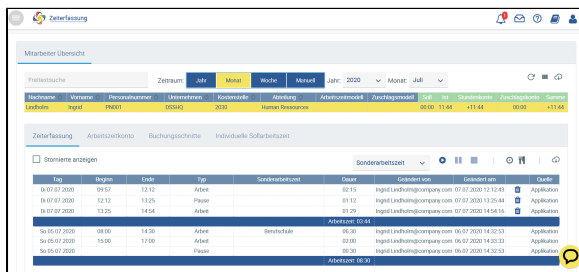 Zeiterfassung
Mitarbeiter Übersicht
Freitextsuche Zeitraum: Jahr Monat Woche Manuell Jahr: 2020 Monat: Juli
Nachname Vorname Personalnummer Unternehmen Kostenstelle Abteilung Arbeitszeitmodell Zuschlagsmodell Soll Ist Stundenkonto Zuschlagskonto Summe
Lindholm Ingrid PN001 DSSHQ 2030 Human Ressources 00:00 11:44 +11:44 00:00 +11:44
Zeiterfassung Arbeitszeitkonto Buchungsschnitte Individuelle Sollarbeitszeit
Stornierte anzeigen Sonderarbeitszeit
Tag Beginn Ende Typ Sonderarbeitszeit Dauer Geändert von Geändert am Quelle
Di 07.07.2020 09:57 12:12 Arbeit 02:15 Ingrid.Lindholm@company.com 07.07.2020 12:12:43 Applikation
Di 07.07.2020 12:12 13:25 Pause 01:12 Ingrid.Lindholm@company.com 07.07.2020 13:25:44 Applikation
Di 07.07.2020 13:25 14:54 Arbeit 01:29 Ingrid.Lindholm@company.com 07.07.2020 14:54:16 Applikation
Arbeitszeit: 03:44
So 05.07.2020 08:00 14:30 Arbeit Berufschule 06:30 Ingrid.Lindholm@company.com 05.07.2020 14:32:53 Applikation
So 05.07.2020 15:00 17:00 Arbeit 02:00 Ingrid.Lindholm@company.com 06.07.2020 14:33:33 Applikation
So 05.07.2020 Pause 00:30 Ingrid.Lindholm@company.com 05.07.2020 14:32:53 Applikation
Arbeitszeit: 08:30